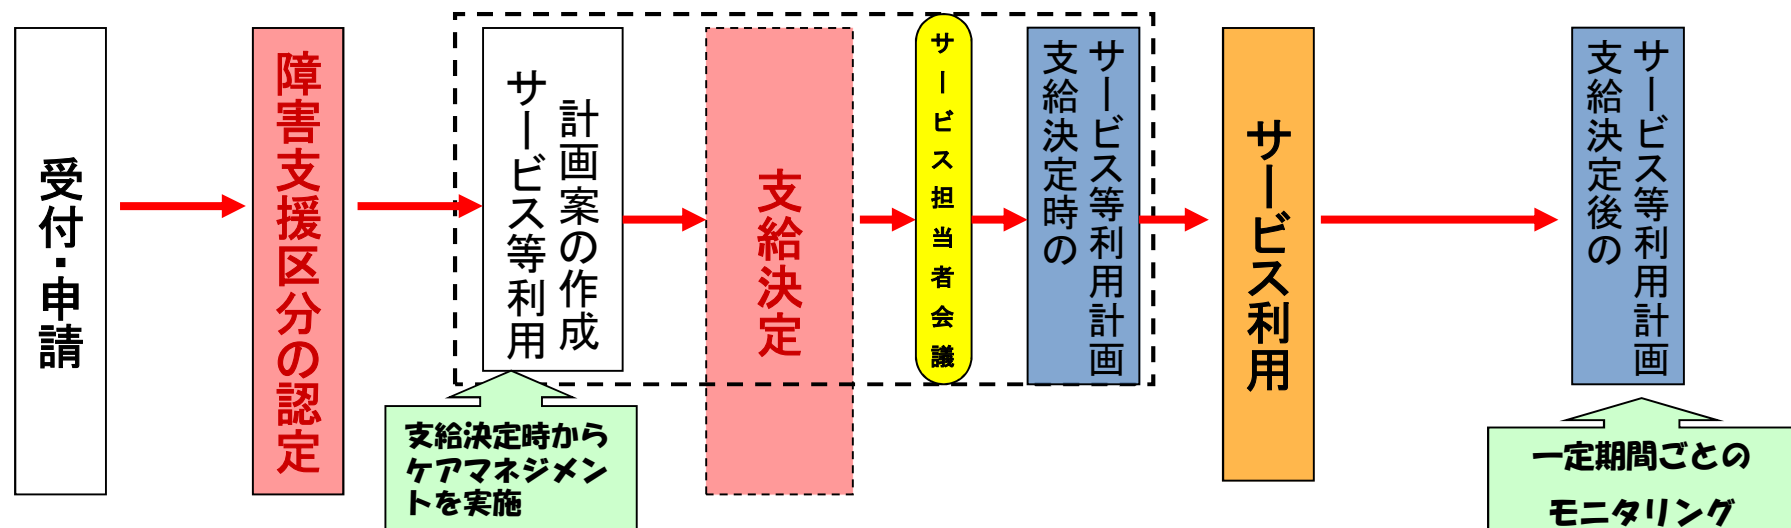 受付・申請
障害支援区分の認定
サービス等利用
計画案の作成
支給決定時から
ケアマネジメン
トを実施
支給決定
サービス担当者会議
支給決定時の
サービス等利用計画
サービス利用
支給決定後の
サービス等利用計画
一定期間ごとの
モニタリング